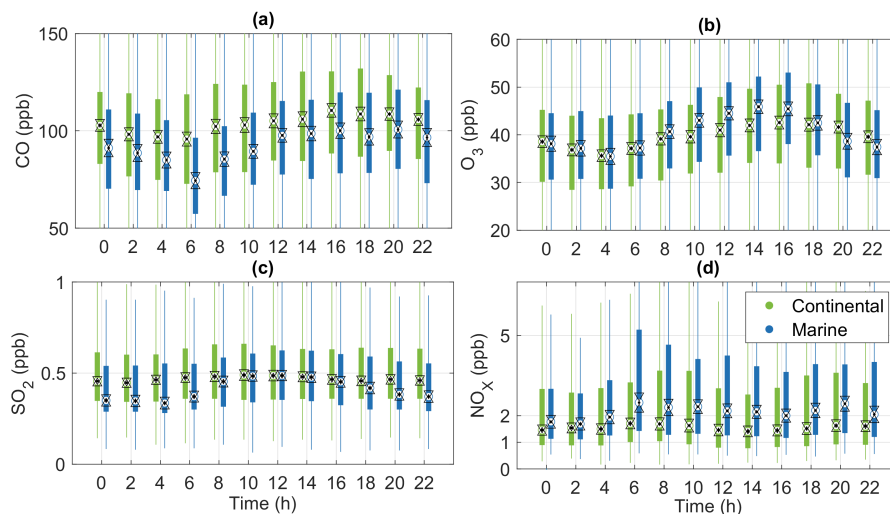 (a)
CO (ppb)
150
100
50
0 2 4 6 8 10 12 14 16 18 20 22
(b)
O3 (ppb)
60
50
40
30
20
0 2 4 6 8 10 12 14 16 18 20 22
(c)
SO2 (ppb)
1
0.5
0
0 2 4 6 8 10 12 14 16 18 20 22
Time (h)
(d)
NOX (ppb)
5
2
1
0
Continental
Marine
0 2 4 6 8 10 12 14 16 18 20 22
Time (h)